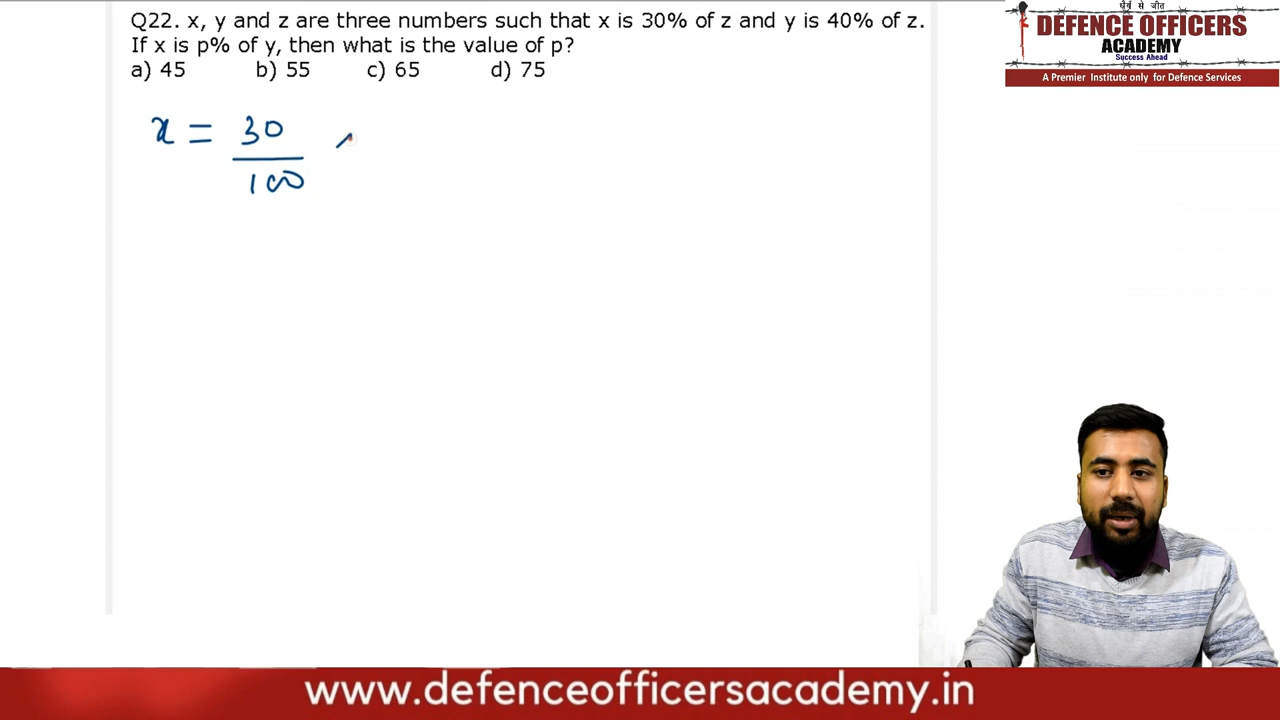 Q22. x, y and z are three numbers such that x is 30% of z and y is 40% of z.
If x is p% of y, then what is the value of p?
a) 45 b) 55 c) 65 d) 75
x = 30
100
धैर्य से जीत
DEFENCE OFFICERS
ACADEMY
Success Ahead
A Premier Institute only for Defence Services
www.defenceofficersacademy.in